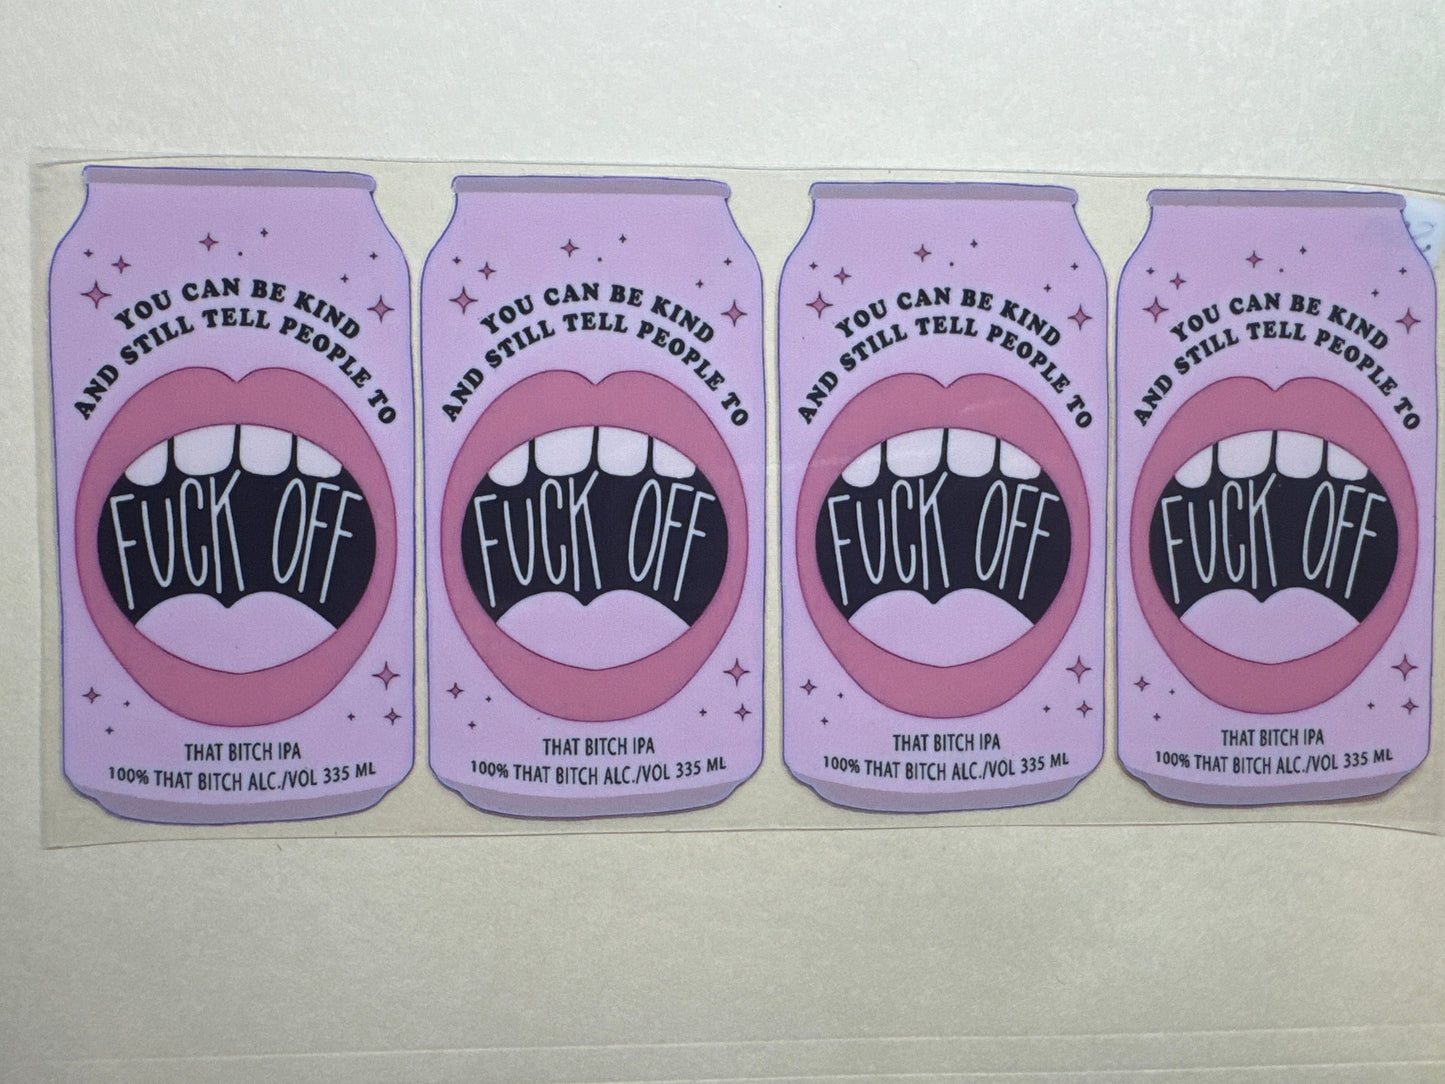 YOU CAN BE KIND
AND STILL TELL PEOPLE TO
FUCK OFF
THAT BITCH IPA
100% THAT BITCH ALC./VOL 335 ML
YOU CAN BE KIND
AND STILL TELL PEOPLE TO
FUCK OFF
THAT BITCH IPA
100% THAT BITCH ALC./VOL 335 ML
YOU CAN BE KIND
AND STILL TELL PEOPLE TO
FUCK OFF
THAT BITCH IPA
100% THAT BITCH ALC./VOL 335 ML
YOU CAN BE KIND
AND STILL TELL PEOPLE TO
FUCK OFF
THAT BITCH IPA
100% THAT BITCH ALC./VOL 335 ML